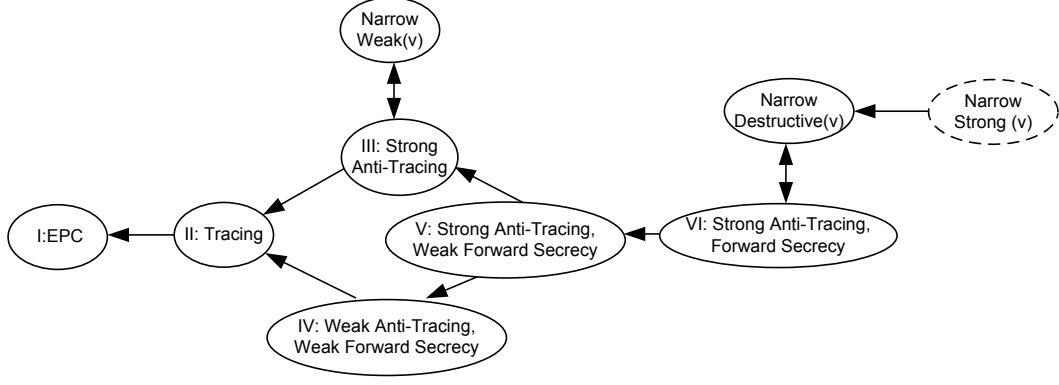 Narrow
Weak(v)
Narrow
Destructive(v)
Narrow
Strong (v)
III: Strong
Anti-Tracing
I:EPC
II: Tracing
V: Strong Anti-Tracing,
Weak Forward Secrecy
VI: Strong Anti-Tracing,
Forward Secrecy
IV: Weak Anti-Tracing,
Weak Forward Secrecy